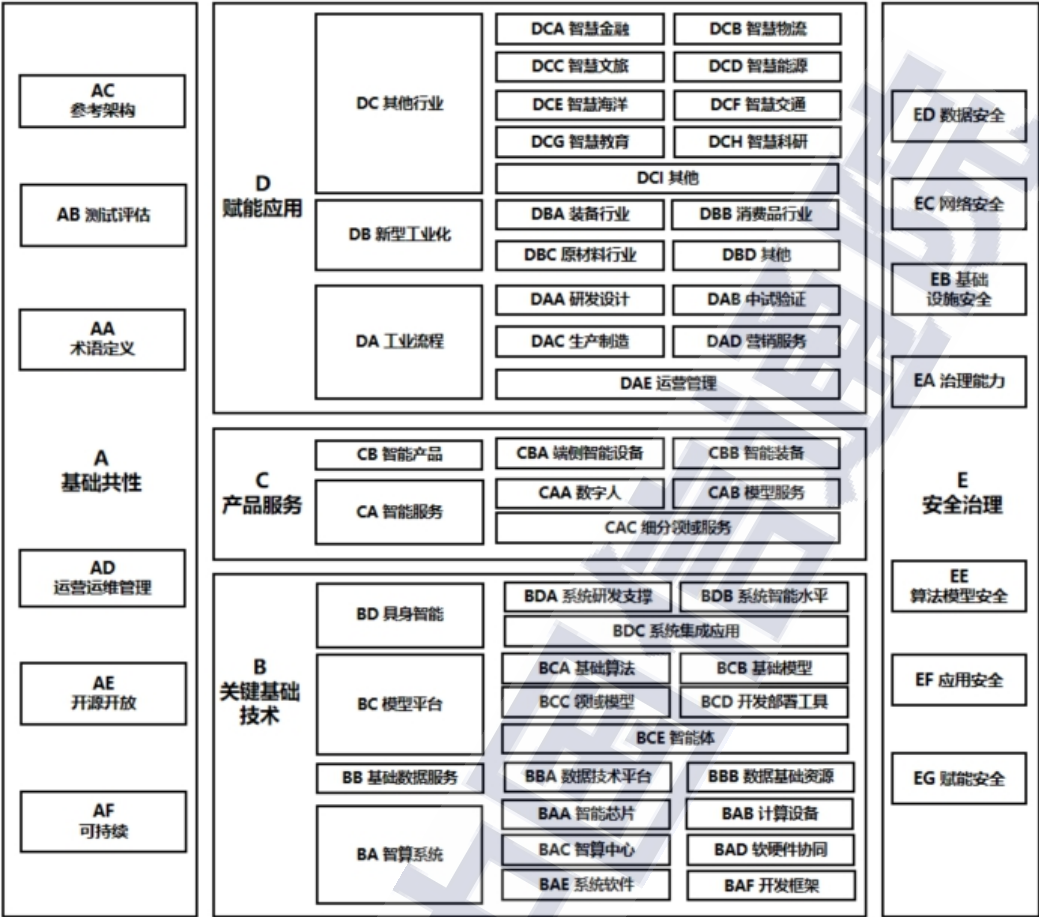 AC
参考架构
AB 测试评估
AA
术语定义
A
基础共性
AD
运营运维管理
AE
开源开放
AF
可持续
D
赋能应用
DC 其他行业
DCA 智慧金融
DCB 智慧物流
DCC 智慧文旅
DCD 智慧能源
DCE 智慧海洋
DCF 智慧交通
DCG 智慧教育
DCH 智慧科研
DCI 其他
DB 新型工业化
DBA 装备行业
DBB 消费品行业
DBC 原材料行业
DBD 其他
DA 工业流程
DAA 研发设计
DAB 中试验证
DAC 生产制造
DAD 营销服务
DAE 运营管理
C
产品服务
CB 智能产品
CBA 端侧智能设备
CBB 智能装备
CA 智能服务
CAA 数字人
CAB 模型服务
CAC 细分领域服务
B
关键基础
技术
BD 具身智能
BDA 系统研发支撑
BDB 系统智能水平
BDC 系统集成应用
BC 模型平台
BCA 基础算法
BCB 基础模型
BCC 领域模型
BCD 开发部署工具
BCE 智能体
BB 基础数据服务
BBA 数据技术平台
BBB 数据基础资源
BA 智算系统
BAA 智能芯片
BAB 计算设备
BAC 智算中心
BAD 软硬件协同
BAE 系统软件
BAF 开发框架
ED 数据安全
EC 网络安全
EB 基础
设施安全
EA 治理能力
E
安全治理
EE
算法模型安全
EF 应用安全
EG 赋能安全